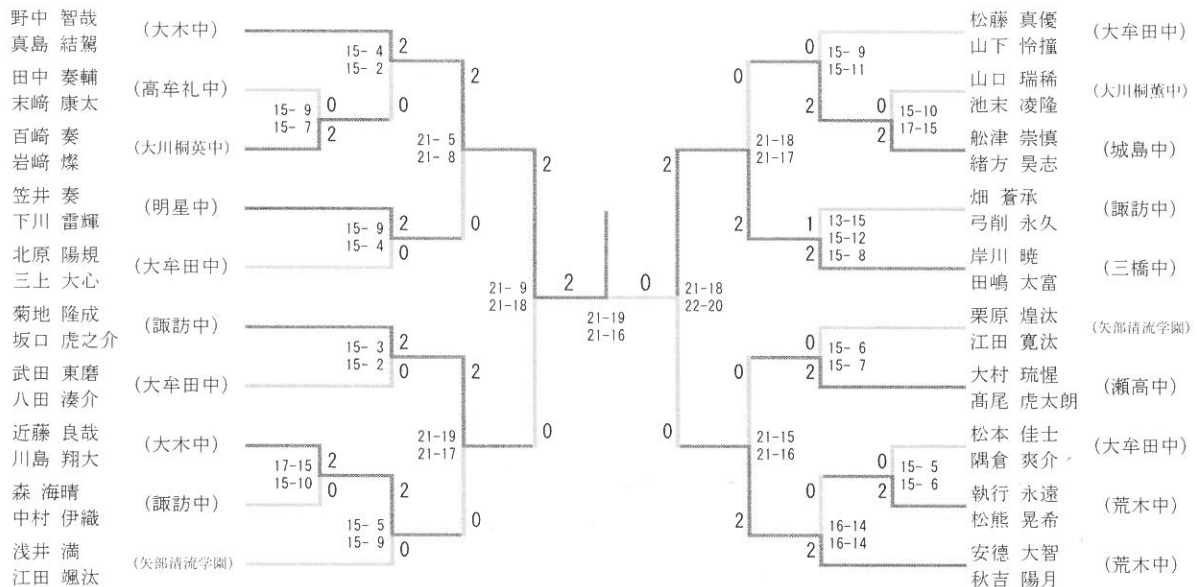 野中 智哉
真島 結駕
(大木中)
田中 奏輔
末﨑 康太
(高牟礼中)
百﨑 奏
岩﨑 燦
(大川桐英中)
笠井 奏
下川 雷輝
(明星中)
北原 陽規
三上 大心
(大牟田中)
菊地 隆成
坂口 虎之介
(諏訪中)
武田 東磨
八田 湊介
(大牟田中)
近藤 良哉
川島 翔大
(大木中)
森 海晴
中村 伊織
(諏訪中)
浅井 満
江田 颯汰
(矢部清流学園)
15- 4
15- 2
2
0
15- 9
15- 7
0
2
21- 5
21- 8
2
0
15- 9
15- 4
2
0
15- 3
15- 2
2
0
17-15
15-10
2
0
15- 5
15- 9
2
0
21-19
21-17
2
0
21- 9
21-18
2
0
2
0
21-19
21-16
21-18
22-20
2
0
21-18
21-17
0
2
15- 9
15-11
0
2
15-10
17-15
0
2
13-15
15-12
15- 8
1
2
15- 6
15- 7
0
2
21-15
21-16
0
2
15- 5
15- 6
0
2
16-14
16-14
0
2
松藤 真優
山下 怜撞
(大牟田中)
山口 瑞稀
池末 凌隆
(大川桐薫中)
舩津 崇慎
緒方 昊志
(城島中)
畑 蒼承
弓削 永久
(諏訪中)
岸川 暁
田嶋 太富
(三橋中)
栗原 煌汰
江田 寛汰
(矢部清流学園)
大村 琉惺
髙尾 虎太朗
(瀬高中)
松本 佳士
隅倉 爽介
(大牟田中)
執行 永遠
松熊 晃希
(荒木中)
安德 大智
秋吉 陽月
(荒木中)